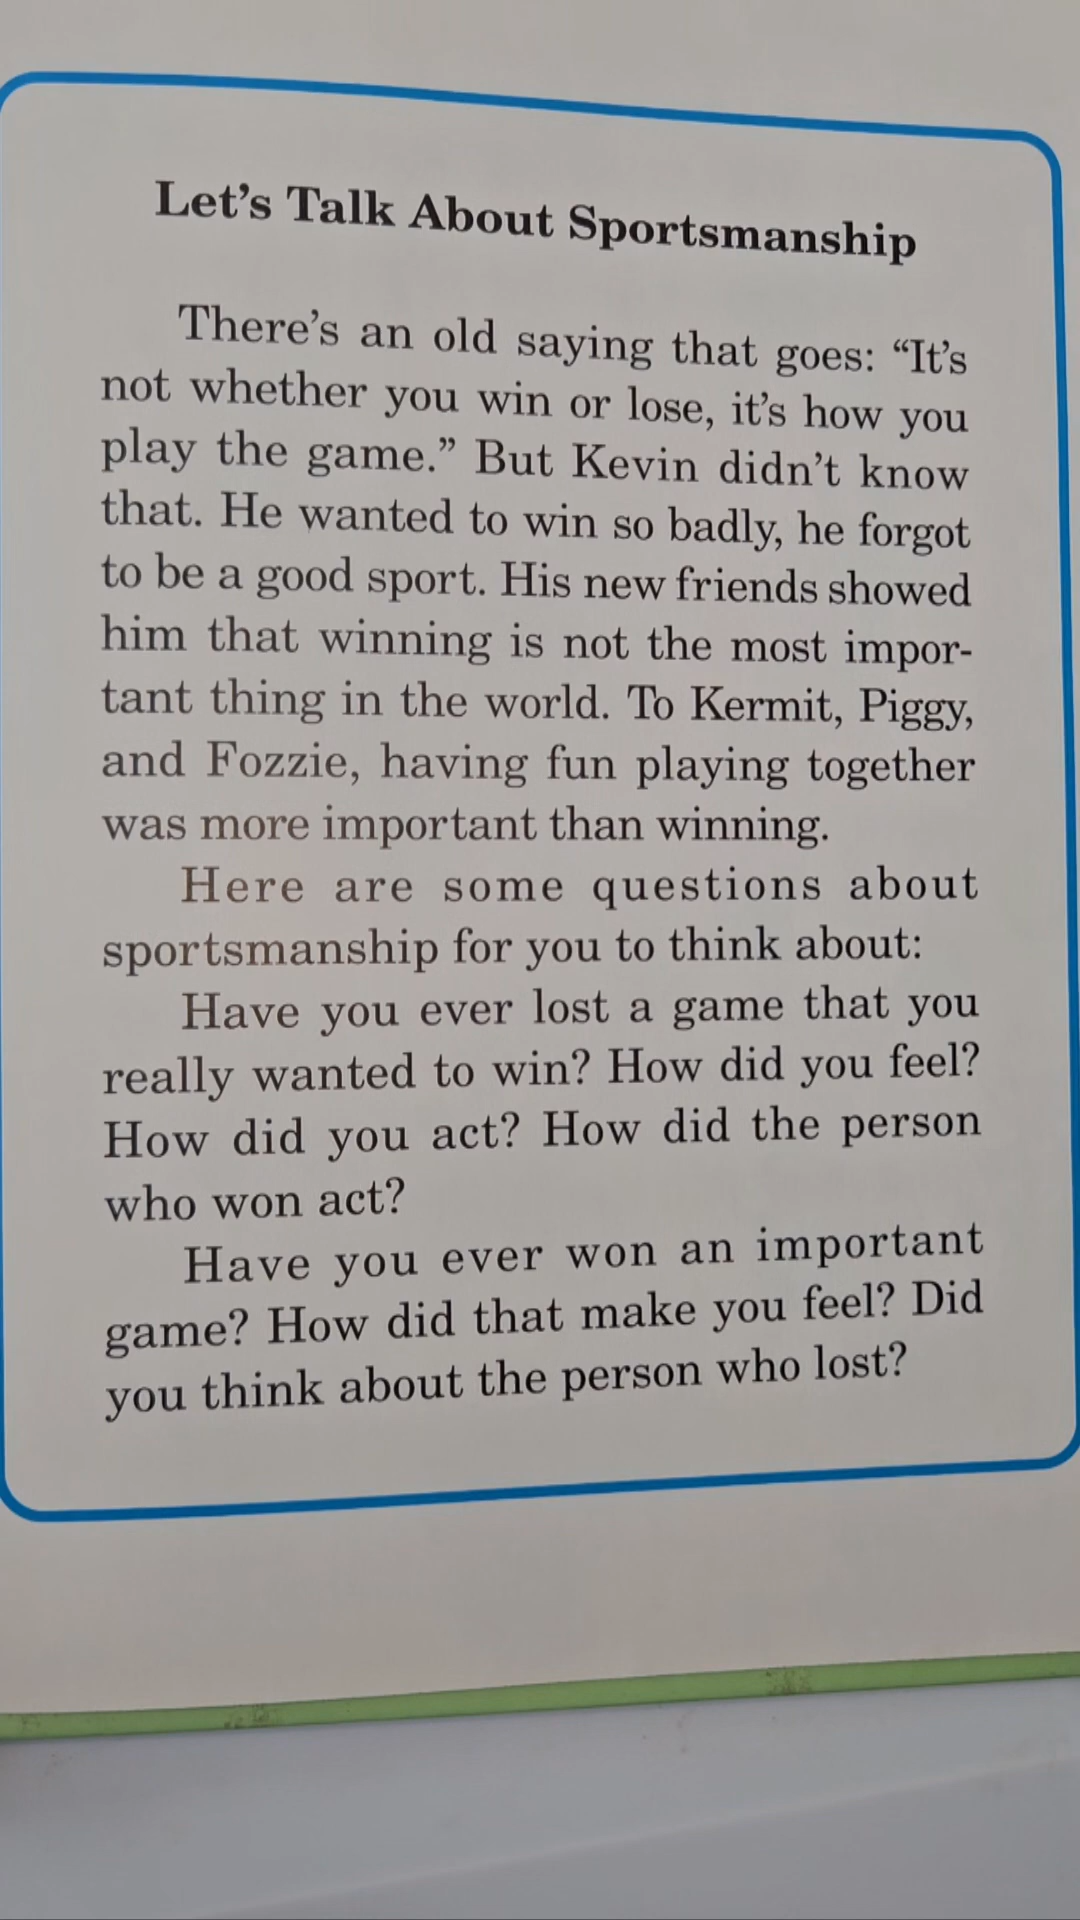 Let's Talk About Sportsmanship
There's an old saying that goes: “It's
not whether you win or lose, it's how you
play the game.” But Kevin didn't know
that. He wanted to win so badly, he forgot
to be a good sport. His new friends showed
him that winning is not the most impor-
tant thing in the world. To Kermit, Piggy,
and Fozzie, having fun playing together
was more important than winning.
Here are some questions about
sportsmanship for you to think about:
Have you ever lost a game that you
really wanted to win? How did you feel?
How did you act? How did the person
who won act?
Have you ever won an important
game? How did that make you feel? Did
you think about the person who lost?